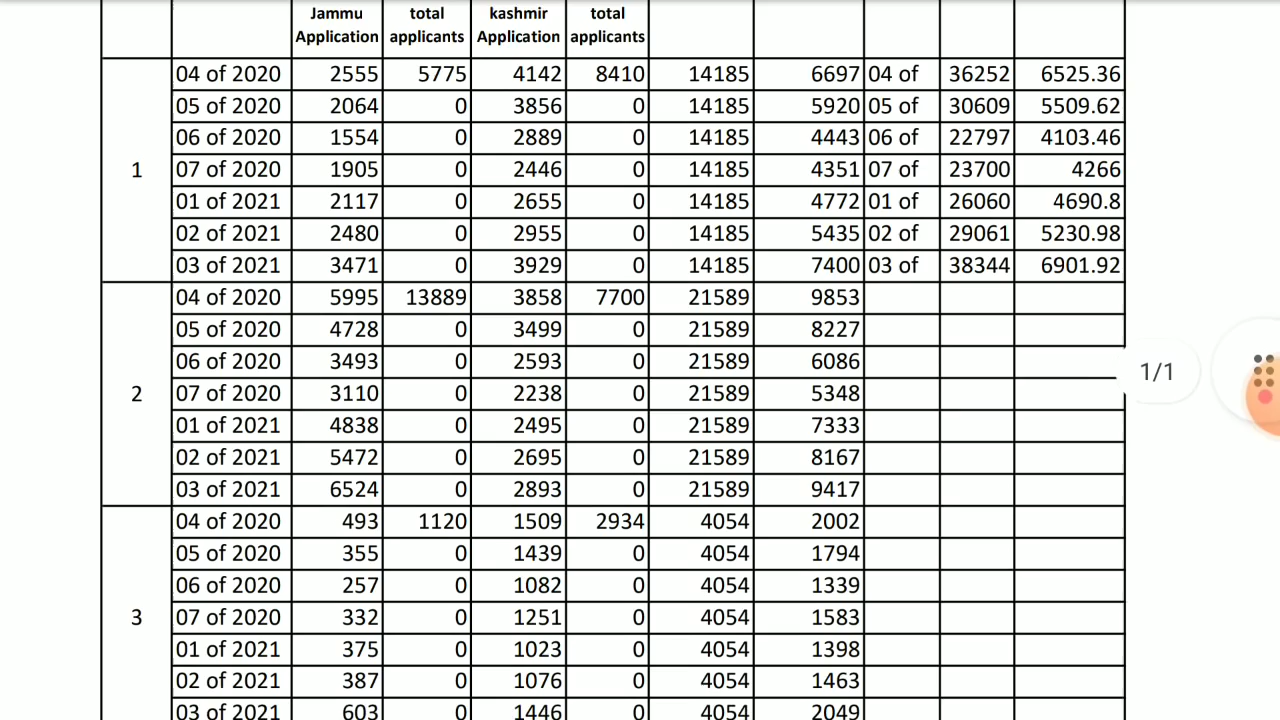 Jammu Application total applicants kashmir Application total applicants
04 of 2020 2555 5775 4142 8410 14185 6697 04 of 36252 6525.36
05 of 2020 2064 0 3856 0 14185 5920 05 of 30609 5509.62
06 of 2020 1554 0 2889 0 14185 4443 06 of 22797 4103.46
1 07 of 2020 1905 0 2446 0 14185 4351 07 of 23700 4266
01 of 2021 2117 0 2655 0 14185 4772 01 of 26060 4690.8
02 of 2021 2480 0 2955 0 14185 5435 02 of 29061 5230.98
03 of 2021 3471 0 3929 0 14185 7400 03 of 38344 6901.92
04 of 2020 5995 13889 3858 7700 21589 9853
05 of 2020 4728 0 3499 0 21589 8227
06 of 2020 3493 0 2593 0 21589 6086
1/1
2 07 of 2020 3110 0 2238 0 21589 5348
01 of 2021 4838 0 2495 0 21589 7333
02 of 2021 5472 0 2695 0 21589 8167
03 of 2021 6524 0 2893 0 21589 9417
04 of 2020 493 1120 1509 2934 4054 2002
05 of 2020 355 0 1439 0 4054 1794
06 of 2020 257 0 1082 0 4054 1339
3 07 of 2020 332 0 1251 0 4054 1583
01 of 2021 375 0 1023 0 4054 1398
02 of 2021 387 0 1076 0 4054 1463
03 of 2021 603 0 1446 0 4054 2049